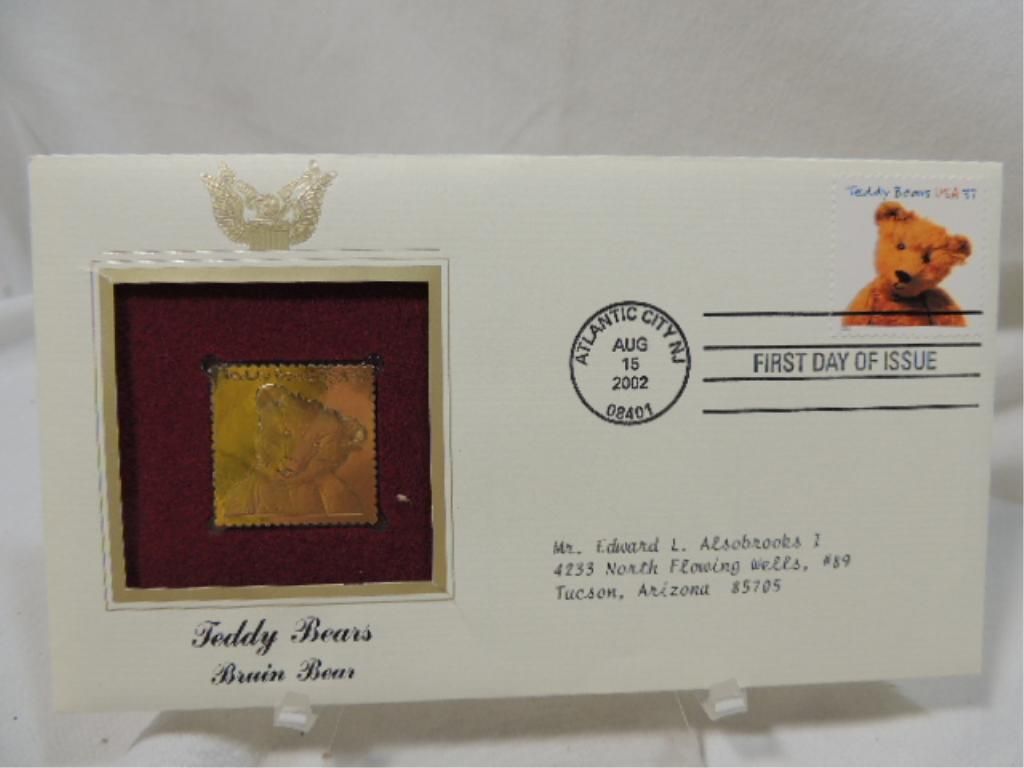 Teddy Bears USA 37
ATLANTIC CITY NJ
AUG
15
2002
08401
FIRST DAY OF ISSUE
Mr. Edward L. Alsobrooks I
4233 North Flowing Wells, #89
Tucson, Arizona 85705
Teddy Bears
Bruin Bear